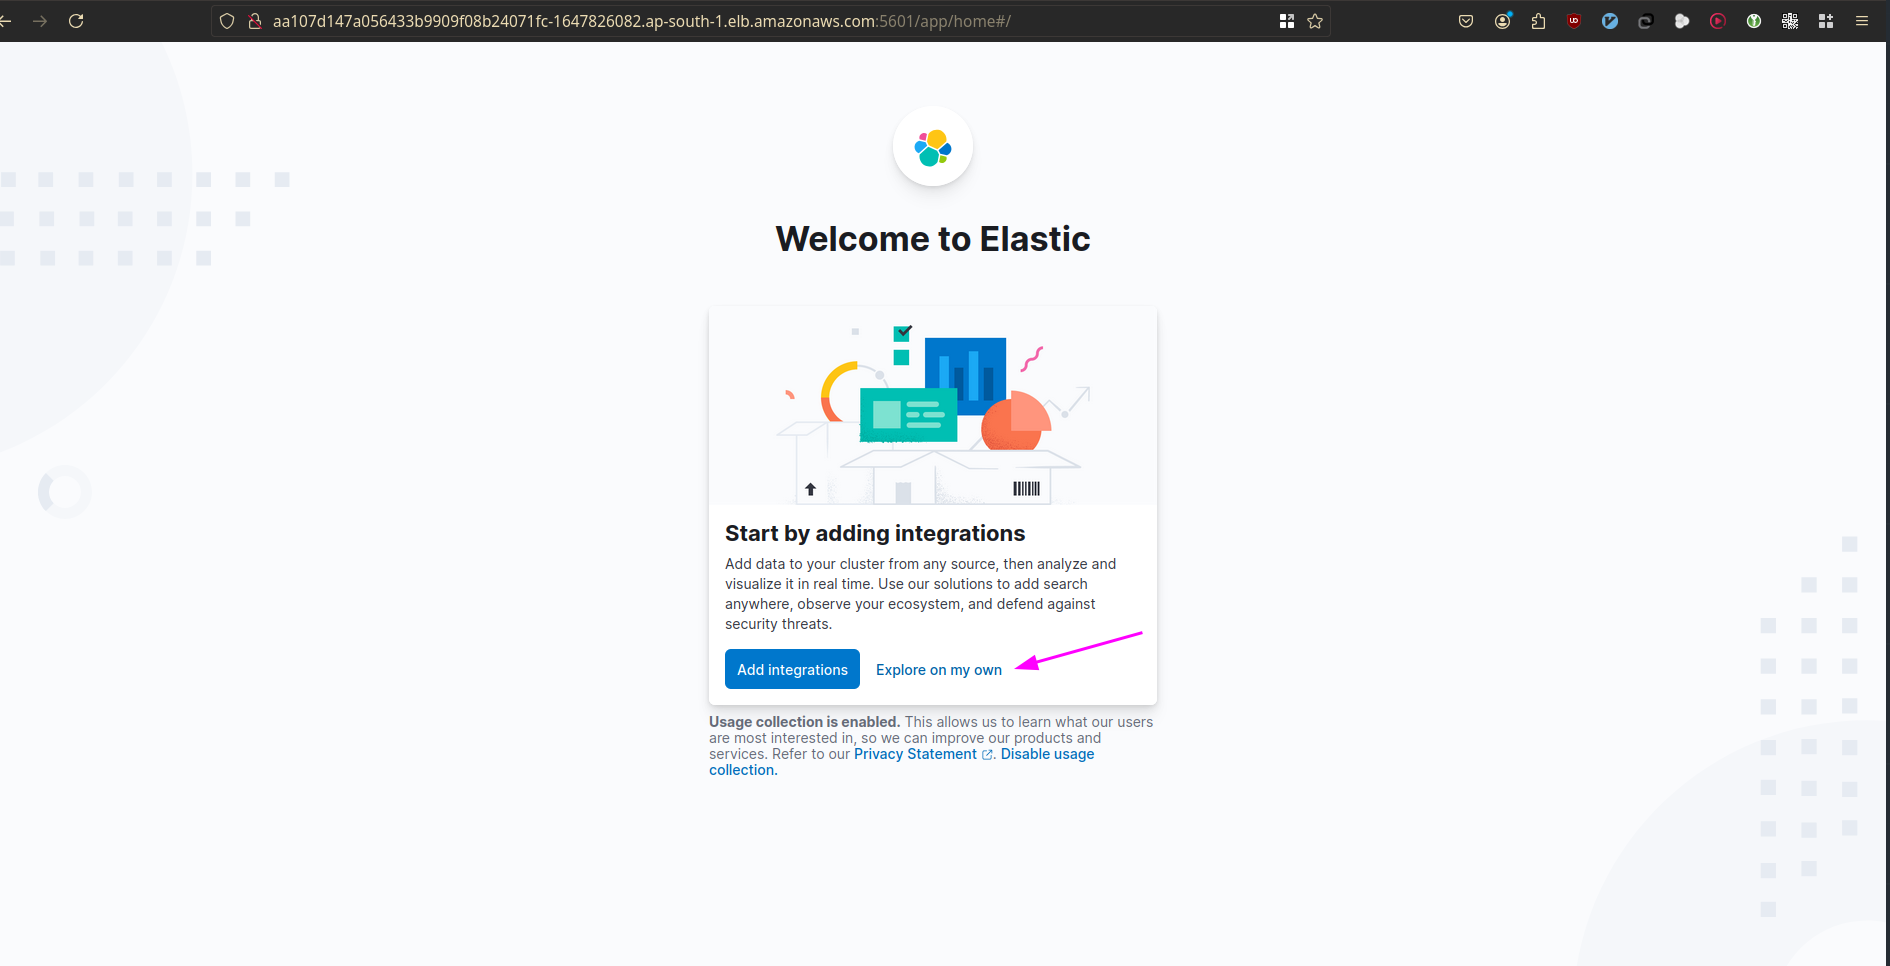 aa107d147a056433b9909f08b24071fc-1647826082.ap-south-1.elb.amazonaws.com:5601/app/home#/
Welcome to Elastic
Start by adding integrations
Add data to your cluster from any source, then analyze and
visualize it in real time. Use our solutions to add search
anywhere, observe your ecosystem, and defend against
security threats.
Add integrations Explore on my own
Usage collection is enabled. This allows us to learn what our users
are most interested in, so we can improve our products and
services. Refer to our Privacy Statement. Disable usage
collection.